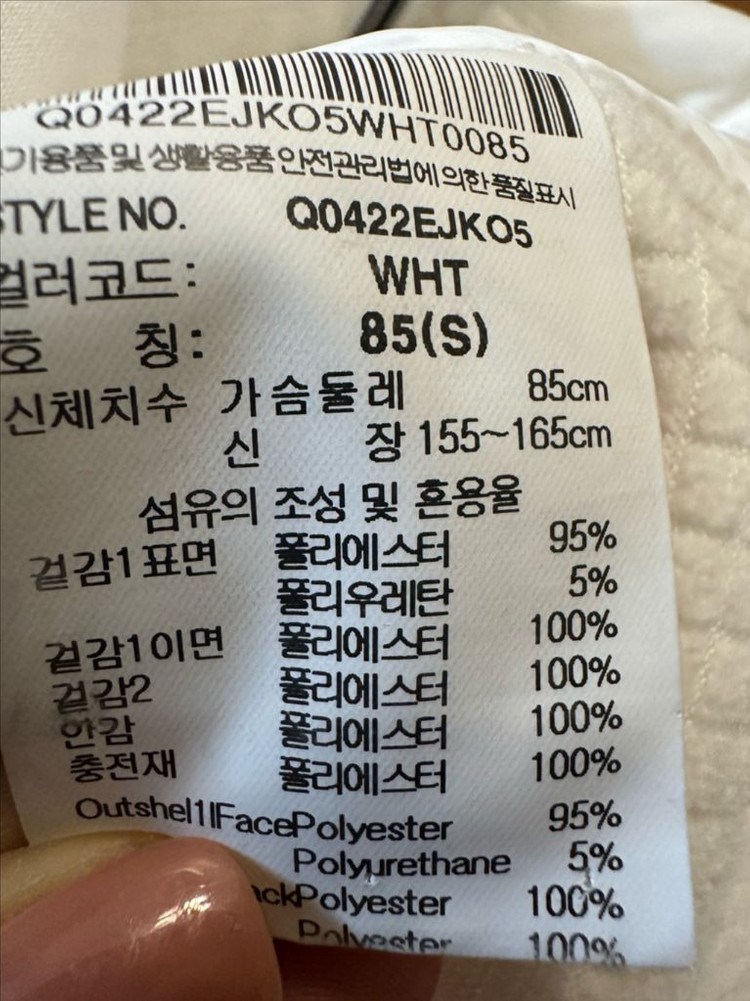 Q0422EJKO5WHT0085
기용품 및 생활용품 안전관리법에 의한 품질표시
STYLE NO. Q0422EJKO5
컬러코드: WHT
호 칭: 85(S)
신체치수 가슴둘레 85cm
신 장 155~165cm
섬유의 조성 및 혼용율
겉감1 표면 폴리에스터 95%
폴리우레탄 5%
겉감1 이면 폴리에스터 100%
겉감2 폴리에스터 100%
안감 폴리에스터 100%
충전재 폴리에스터 100%
Outshel1lFacePolyester 95%
Polyurethane 5%
ackPolyester 100%
Polyester 100%